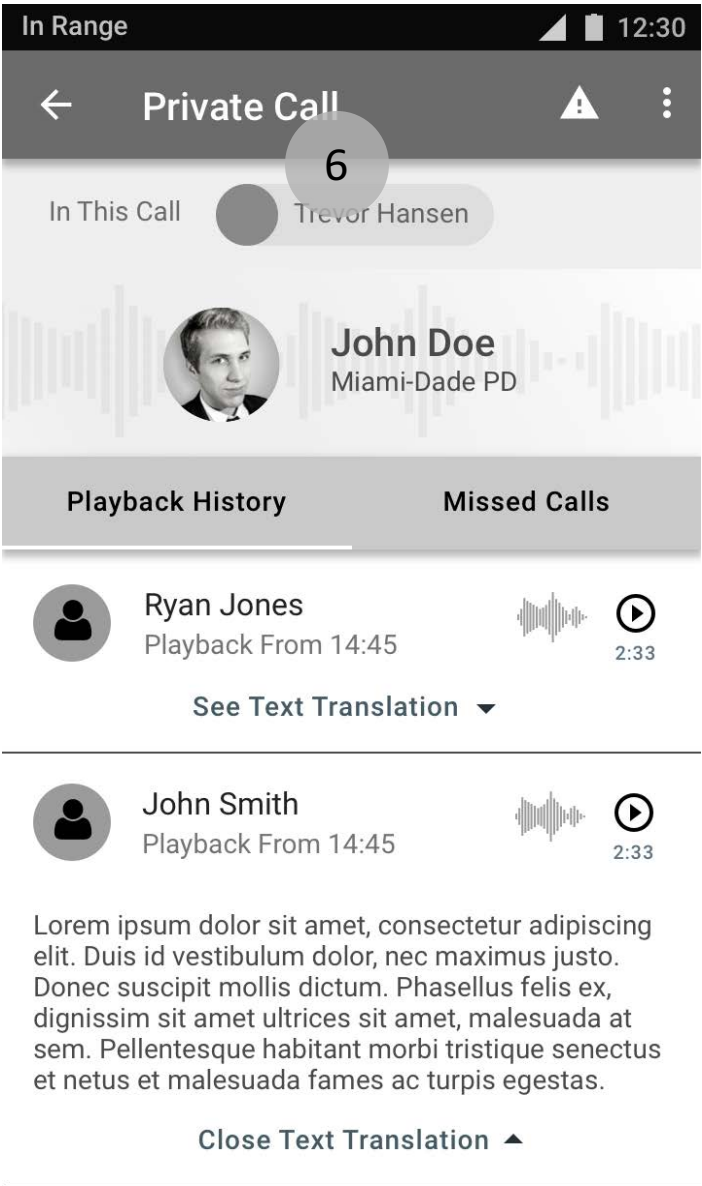 In Range 12:30
Private Call
6
In This Call Trevor Hansen
John Doe
Miami-Dade PD
Playback History Missed Calls
Ryan Jones
Playback From 14:45
2:33
See Text Translation
John Smith
Playback From 14:45
2:33
Lorem ipsum dolor sit amet, consectetur adipiscing
elit. Duis id vestibulum dolor, nec maximus justo.
Donec suscipit mollis dictum. Phasellus felis ex,
dignissim sit amet ultrices sit amet, malesuada at
sem. Pellentesque habitant morbi tristique senectus
et netus et malesuada fames ac turpis egestas.
Close Text Translation